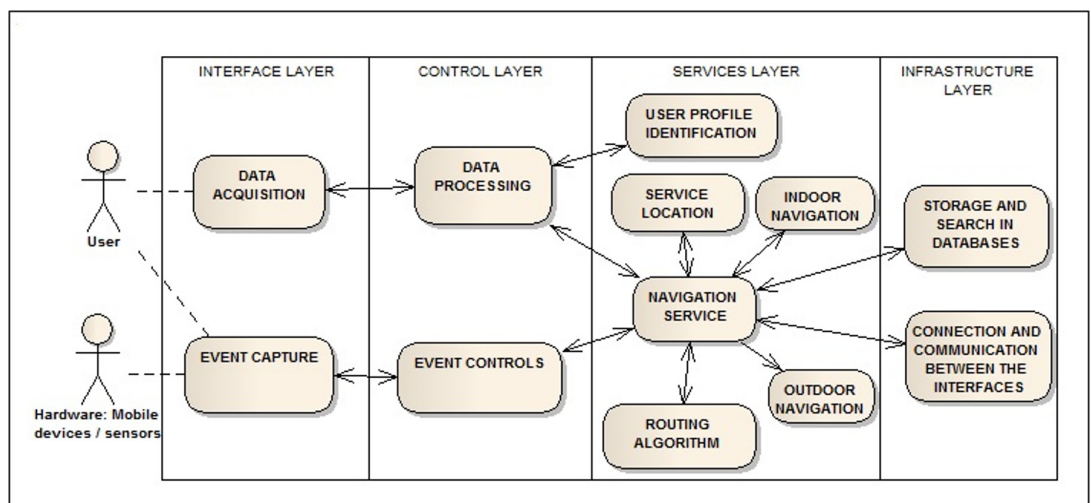 INTERFACE LAYER
CONTROL LAYER
SERVICES LAYER
INFRASTRUCTURE
LAYER
User
Hardware: Mobile
devices / sensors
DATA
ACQUISITION
EVENT CAPTURE
DATA
PROCESSING
EVENT CONTROLS
USER PROFILE
IDENTIFICATION
SERVICE
LOCATION
INDOOR
NAVIGATION
NAVIGATION
SERVICE
OUTDOOR
NAVIGATION
ROUTING
ALGORITHM
STORAGE AND
SEARCH IN
DATABASES
CONNECTION AND
COMMUNICATION
BETWEEN THE
INTERFACES